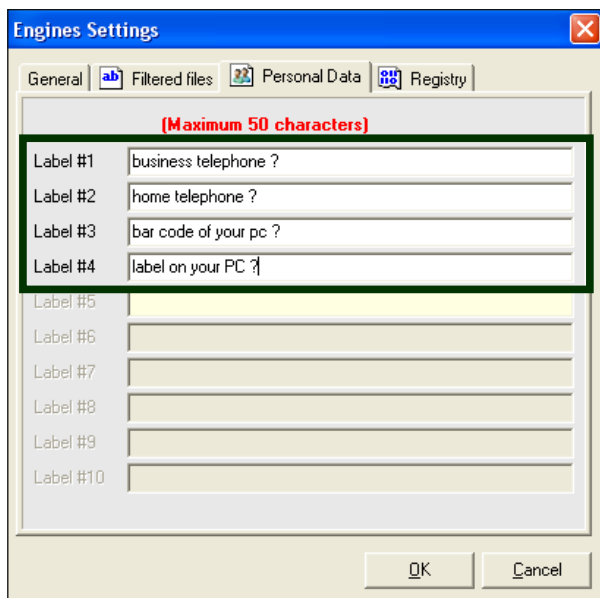 Engines Settings
General Filtered files Personal Data Registry
(Maximum 50 characters)
Label #1 business telephone ?
Label #2 home telephone ?
Label #3 bar code of your pc ?
Label #4 label on your PC ?
Label #5
Label #6
Label #7
Label #8
Label #9
Label #10
OK Cancel